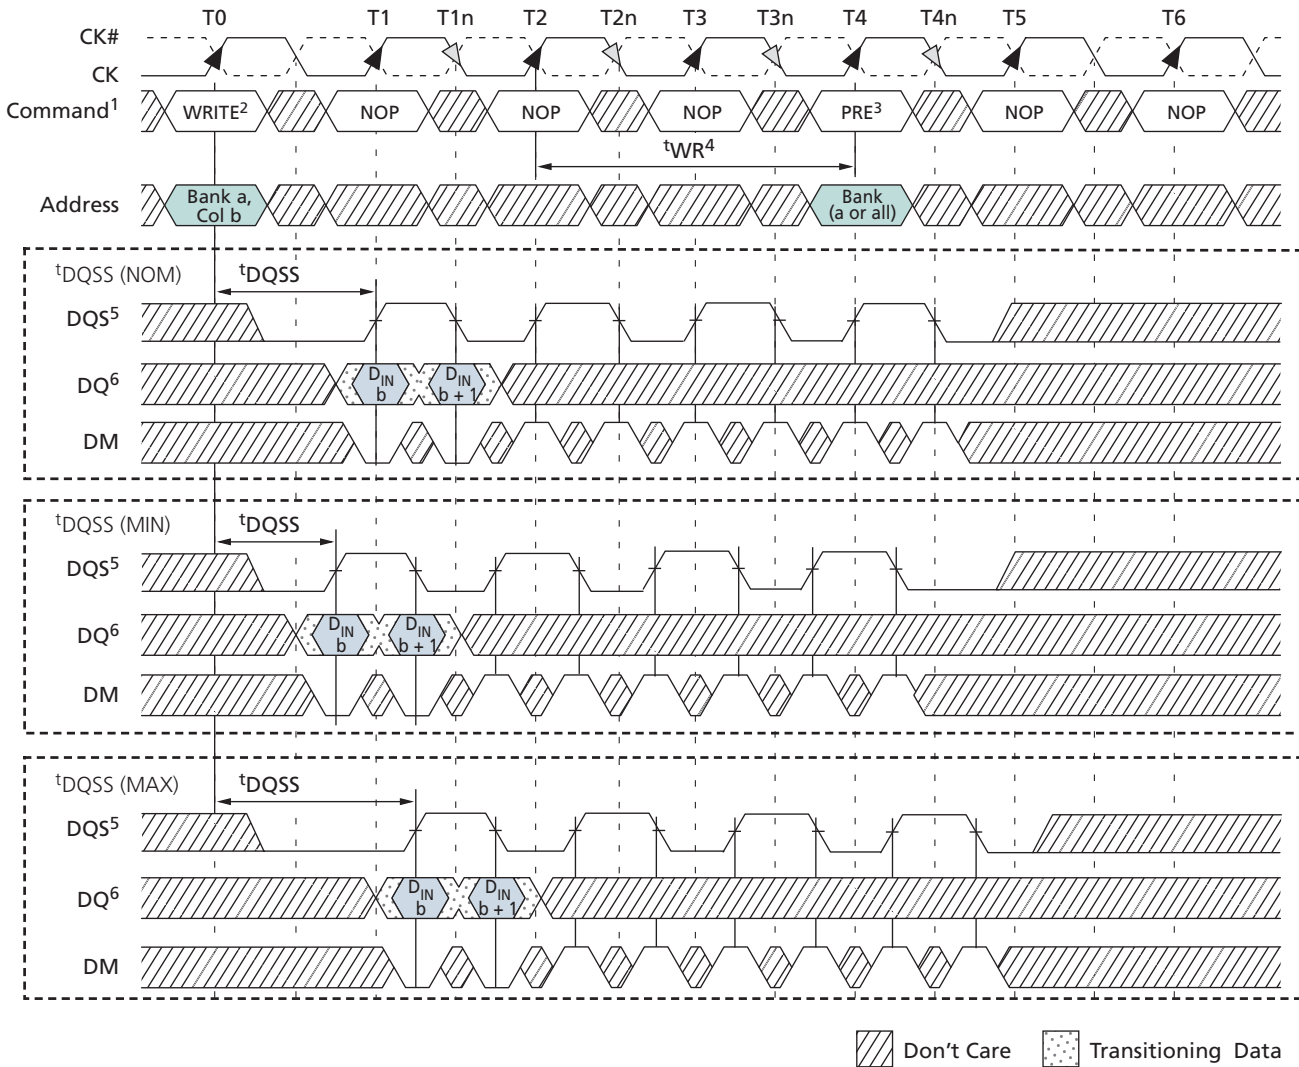 T0 T1 T1n T2 T2n T3 T3n T4 T4n T5 T6
CK#
CK
Command1 WRITE2 NOP NOP NOP PRE3 NOP NOP
tWR4
Address Bank a, Col b Bank (a or all)
tDQSS (NOM) tDQSS
DQS5
DQ6 DIN b DIN b + 1
DM
tDQSS (MIN) tDQSS
DQS5
DQ6 DIN b DIN b + 1
DM
tDQSS (MAX) tDQSS
DQS5
DQ6 DIN b DIN b + 1
DM
Don't Care Transitioning Data